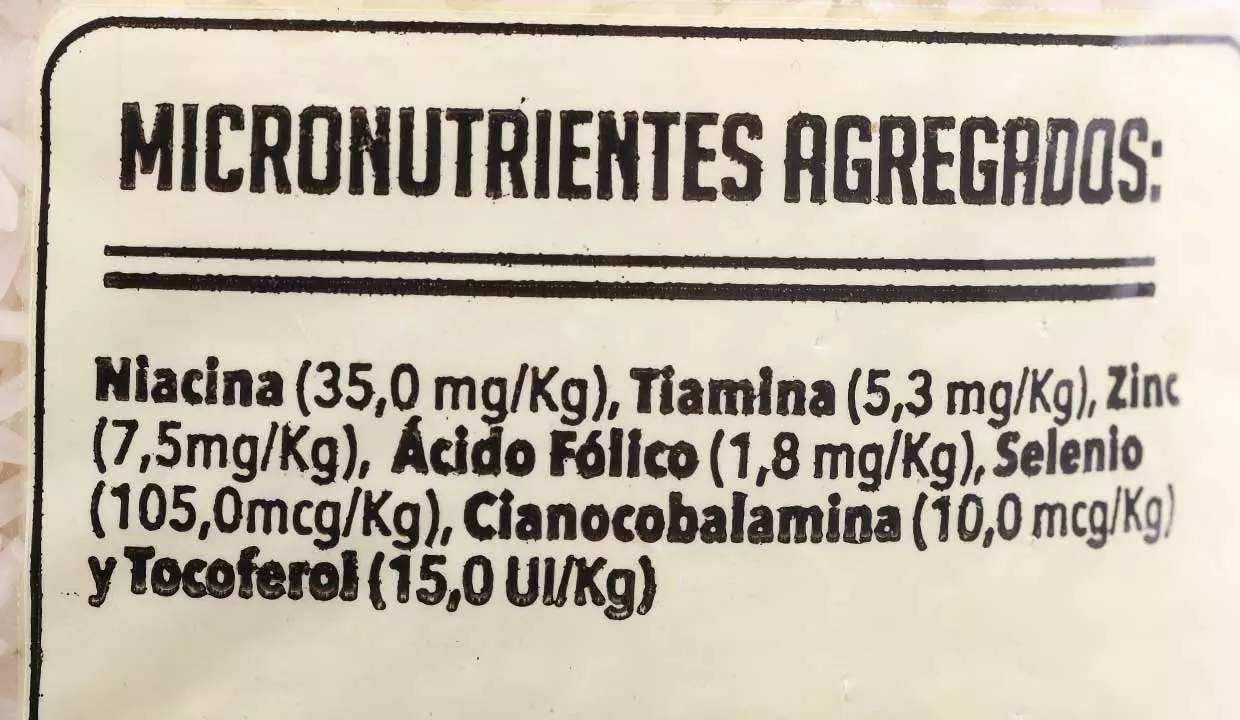 MICRONUTRIENTES AGREGADOS:
Niacina (35,0 mg/Kg), Tiamina (5,3 mg/Kg), Zinc
(7,5mg/Kg), Ácido Fólico (1,8 mg/Kg), Selenio
(105,0mcg/Kg), Cianocobalamina (10,0 mcg/Kg)
y Tocoferol (15,0 UI/Kg)